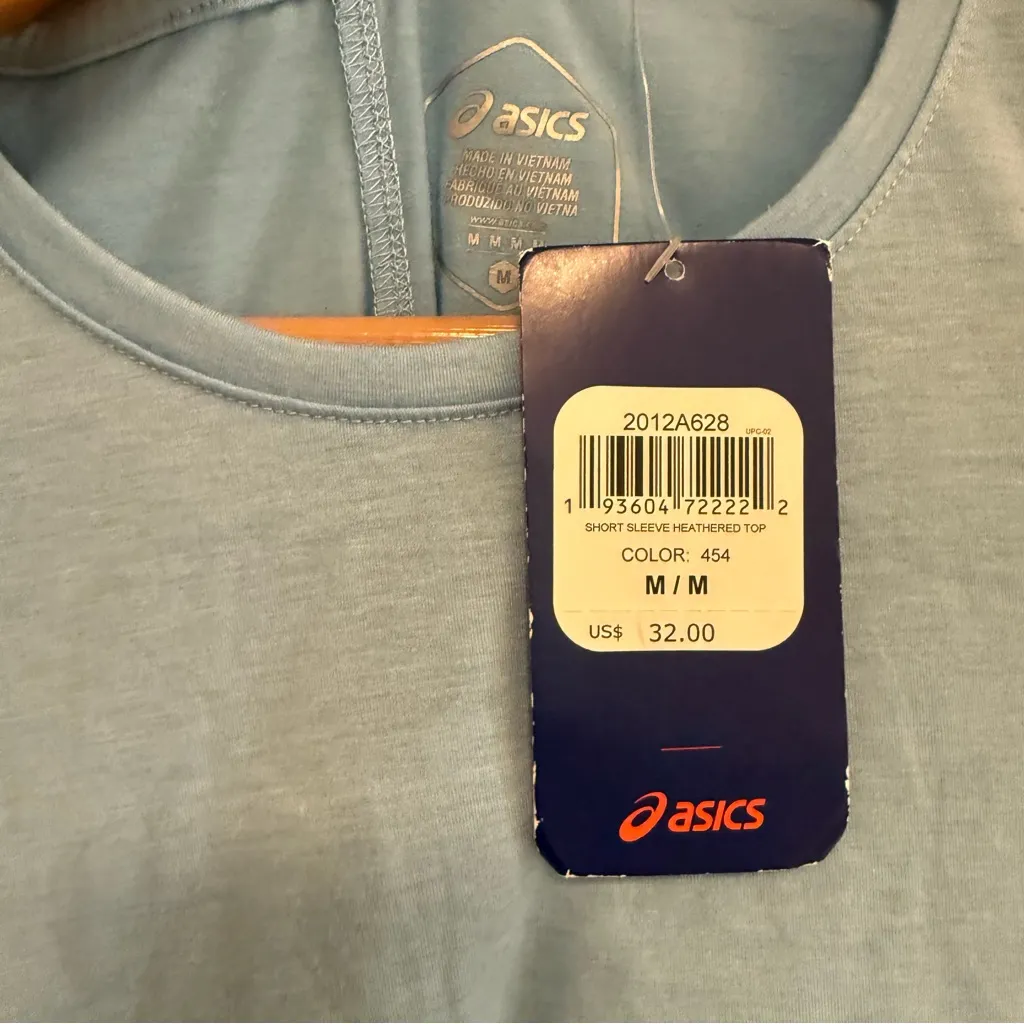 asics
MADE IN VIETNAM
HECHO EN VIETNAM
FABRIQUÉ AU VIETNAM
PRODUZIDO NO VIETNA
M M M M
M
2012A628
UPC-02
1 93604 72222 2
SHORT SLEEVE HEATHERED TOP
COLOR: 454
M / M
US$ 32.00
asics